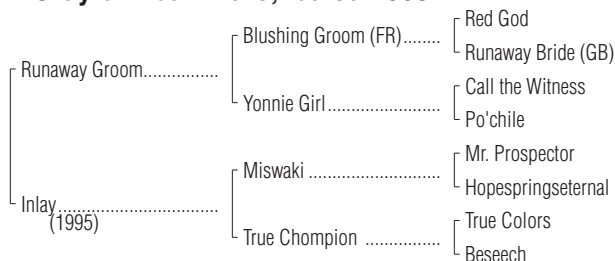 Red God
Blushing Groom (FR)........
Runaway Bride (GB)
Runaway Groom................
Call the Witness
Yonnie Girl........................
Po'chile
Mr. Prospector
Miswaki ............................
Hopespringseternal
Inlay..................................
(1995)
True Colors
True Chompion ................
Beseech